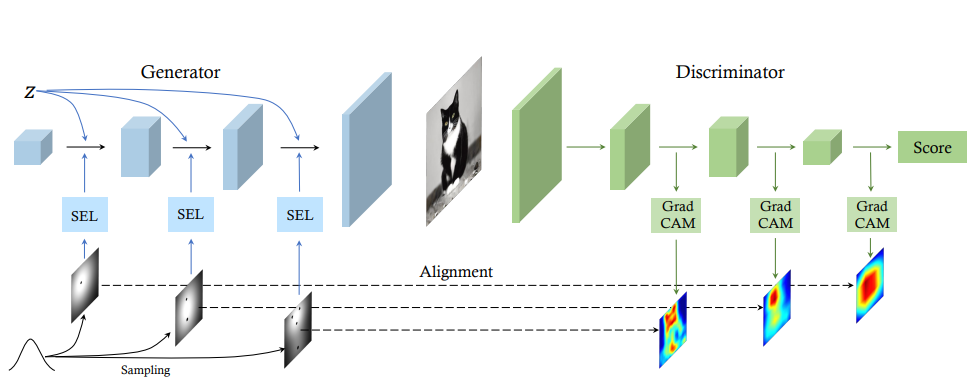 Generator
Discriminator
z
Score
SEL
SEL
SEL
Grad
CAM
Grad
CAM
Grad
CAM
Alignment
Sampling